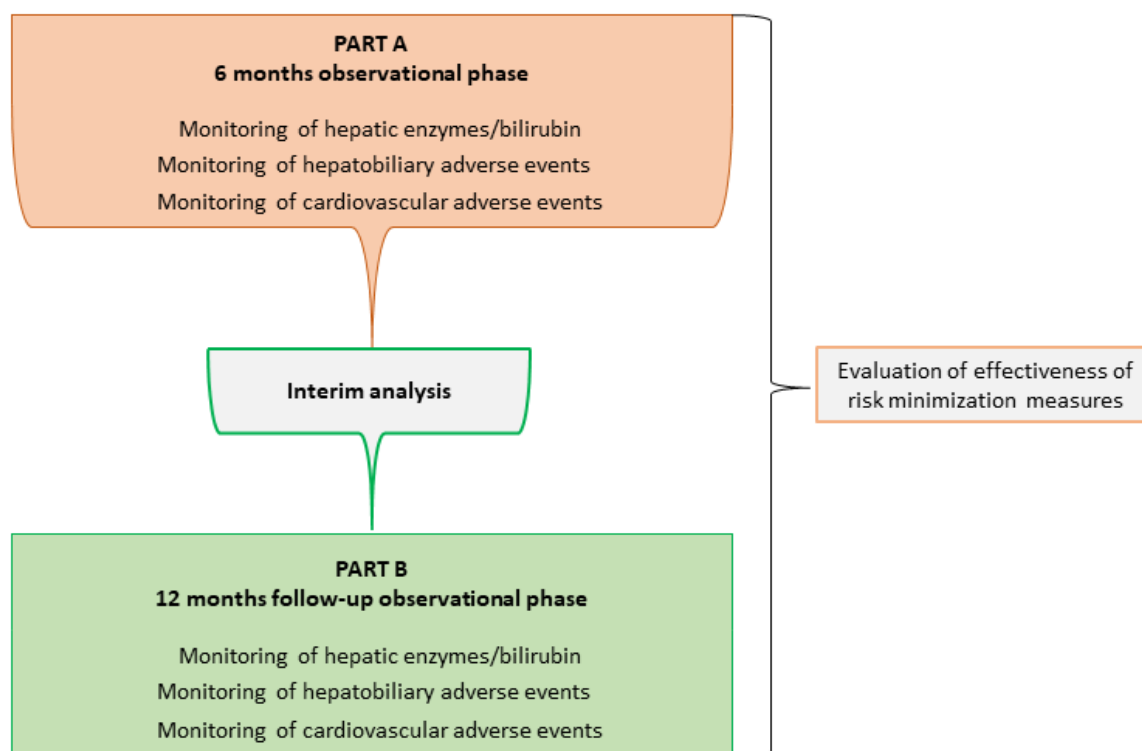 PART A
6 months observational phase
Monitoring of hepatic enzymes/bilirubin
Monitoring of hepatobiliary adverse events
Monitoring of cardiovascular adverse events
Interim analysis
Evaluation of effectiveness of
risk minimization measures
PART B
12 months follow-up observational phase
Monitoring of hepatic enzymes/bilirubin
Monitoring of hepatobiliary adverse events
Monitoring of cardiovascular adverse events